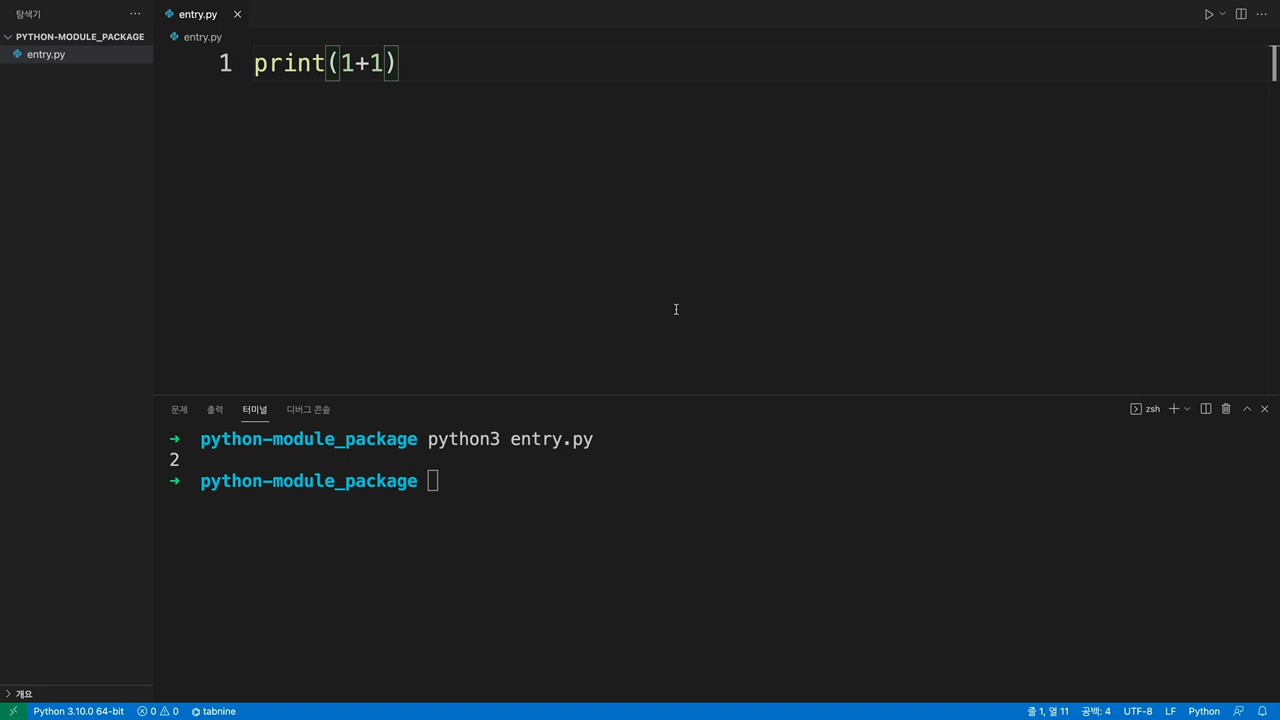 탐색기
PYTHON-MODULE_PACKAGE
entry.py
개요
entry.py
entry.py
1 print(1+1)
문제 출력 터미널 디버그 콘솔 zsh
➜ python-module_package python3 entry.py
2
➜ python-module_package
Python 3.10.0 64-bit 0 0 tabnine 줄 1, 열 11 공백: 4 UTF-8 LF Python